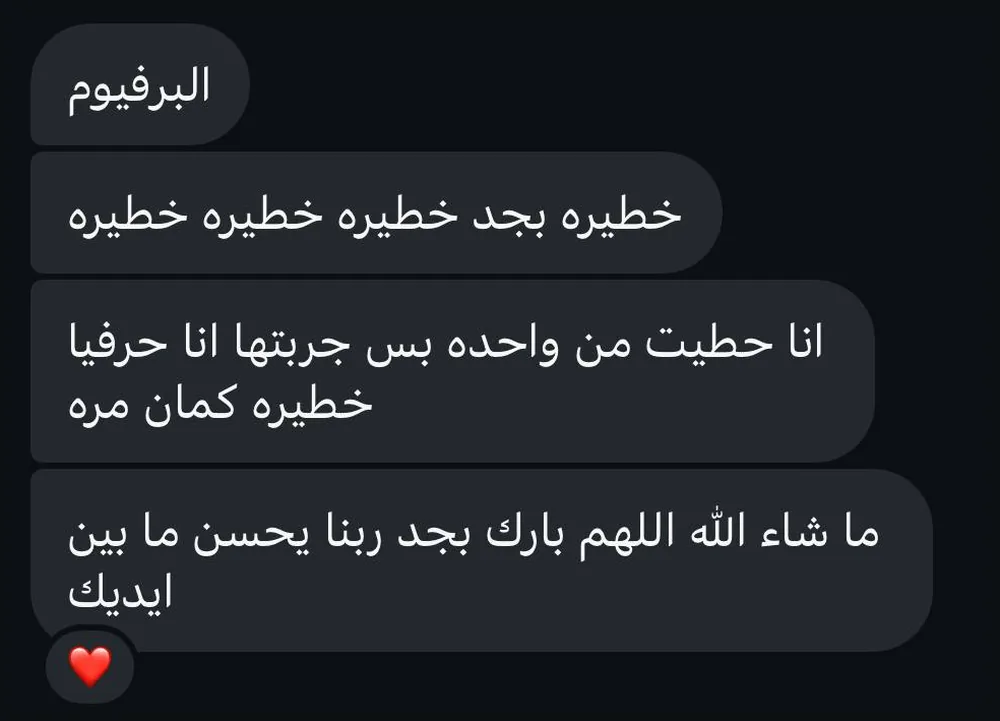 البرفيوم
خطيره بجد خطيره خطيره خطيره
انا حطيت من واحده بس جربتها انا حرفيا
خطيره كمان مره
ما شاء الله اللهم بارك بجد ربنا يحسن ما بين
ايديك